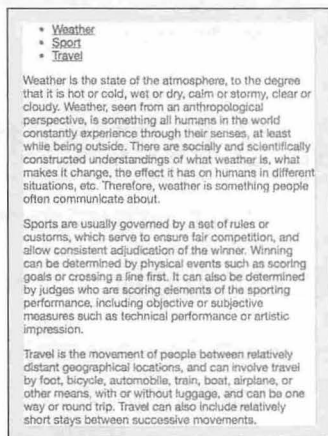 Weather
Sport
Travel
Weather is the state of the atmosphere, to the degree
that it is hot or cold, wet or dry, calm or stormy, clear or
cloudy. Weather, seen from an anthropological
perspective, is something all humans in the world
constantly experience through their senses, at least
while being outside. There are socially and scientifically
constructed understandings of what weather is, what
makes it change, the effect it has on humans in different
situations, etc. Therefore, weather is something people
often communicate about.
Sports are usually governed by a set of rules or
customs, which serve to ensure fair competition, and
allow consistent adjudication of the winner. Winning
can be determined by physical events such as scoring
goals or crossing a line first. It can also be determined
by judges who are scoring elements of the sporting
performance, including objective or subjective
measures such as technical performance or artistic
impression.
Travel is the movement of people between relatively
distant geographical locations, and can involve travel
by foot, bicycle, automobile, train, boat, airplane, or
other means, with or without luggage, and can be one
way or round trip. Travel can also include relatively
short stays between successive movements.